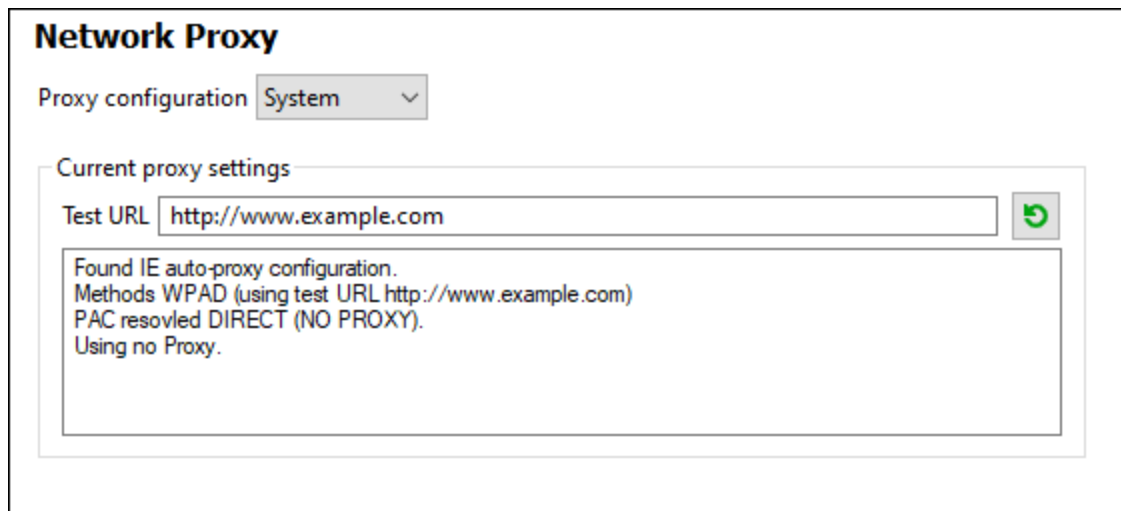 Network Proxy
Proxy configuration System
Current proxy settings
Test URL http://www.example.com
Found IE auto-proxy configuration.
Methods WPAD (using test URL http://www.example.com)
PAC resovled DIRECT (NO PROXY).
Using no Proxy.